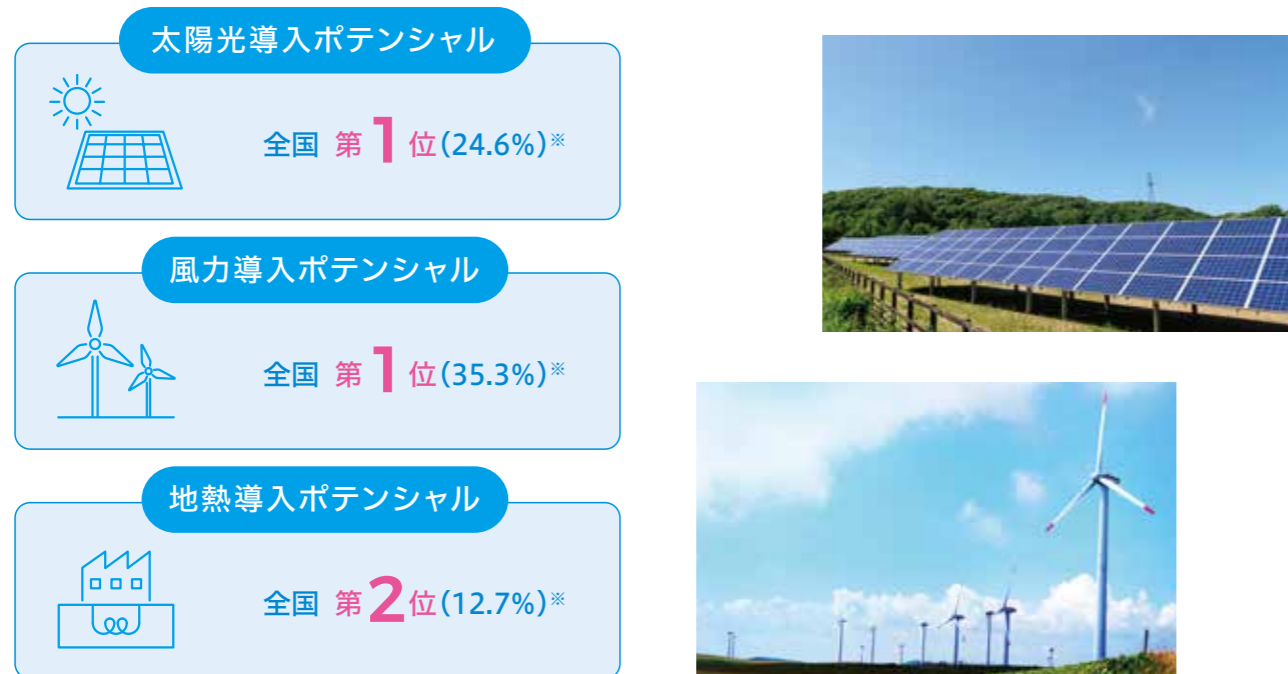 太陽光導入ポテンシャル
全国 第1位(24.6%)※
風力導入ポテンシャル
全国 第1位(35.3%)※
地熱導入ポテンシャル
全国 第2位(12.7%)※